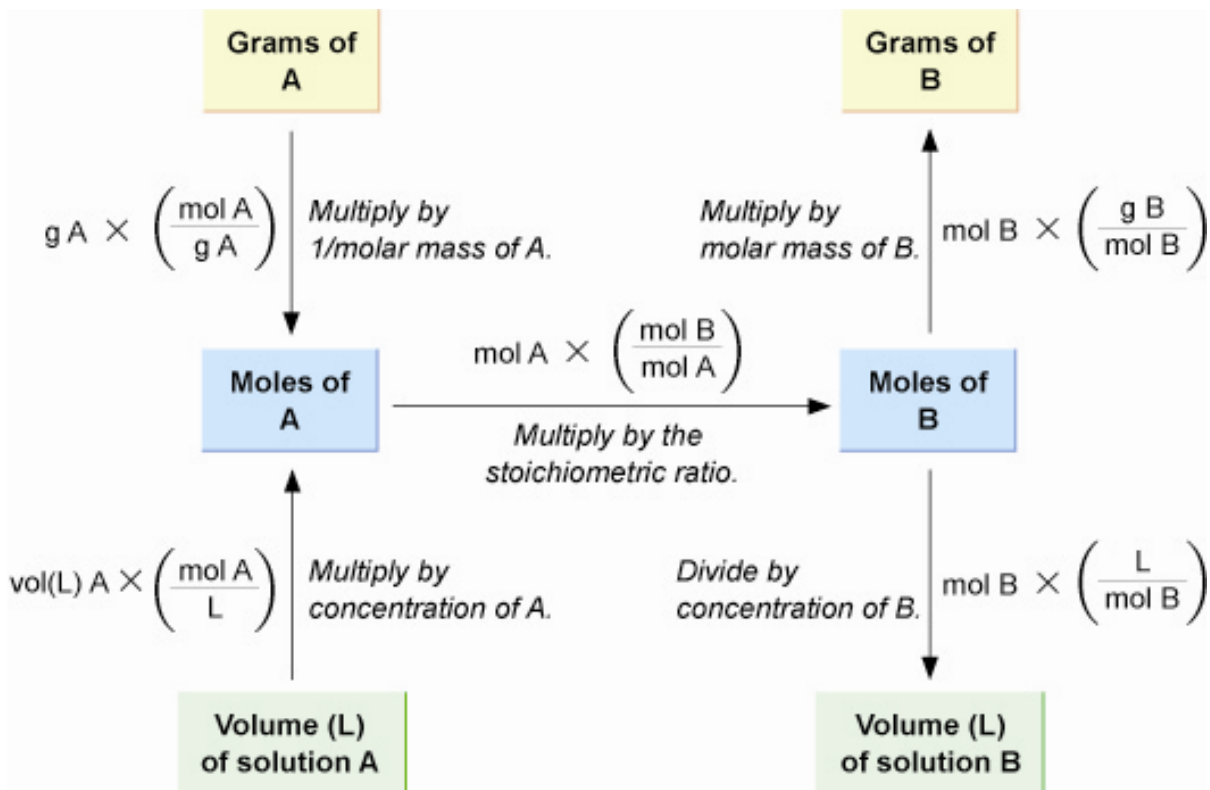 Grams of
A
Grams of
B
g A × (mol A / g A)
Multiply by
1/molar mass of A.
Multiply by
molar mass of B.
mol B × (g B / mol B)
mol A × (mol B / mol A)
Moles of
A
Moles of
B
Multiply by the
stoichiometric ratio.
vol(L) A × (mol A / L)
Multiply by
concentration of A.
Divide by
concentration of B.
mol B × (L / mol B)
Volume (L)
of solution A
Volume (L)
of solution B